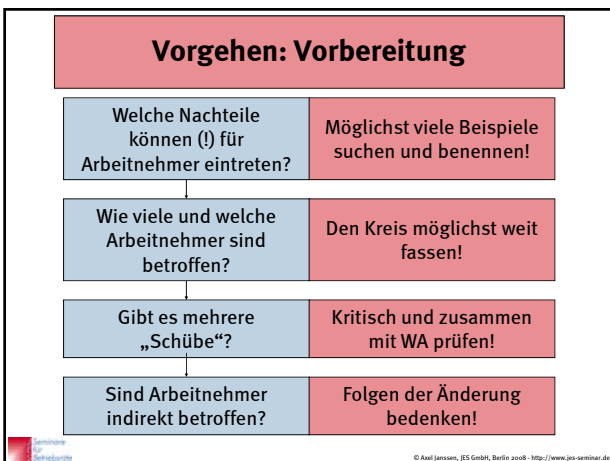 Vorgehen: Vorbereitung
Welche Nachteile
können (!) für
Arbeitnehmer eintreten?
Möglichst viele Beispiele
suchen und benennen!
Wie viele und welche
Arbeitnehmer sind
betroffen?
Den Kreis möglichst weit
fassen!
Gibt es mehrere
„Schübe“?
Kritisch und zusammen
mit WA prüfen!
Sind Arbeitnehmer
indirekt betroffen?
Folgen der Änderung
bedenken!
Seminare
für
Betriebsräte
© Axel Janssen, JES GmbH, Berlin 2008 - http://www.jes-seminar.de